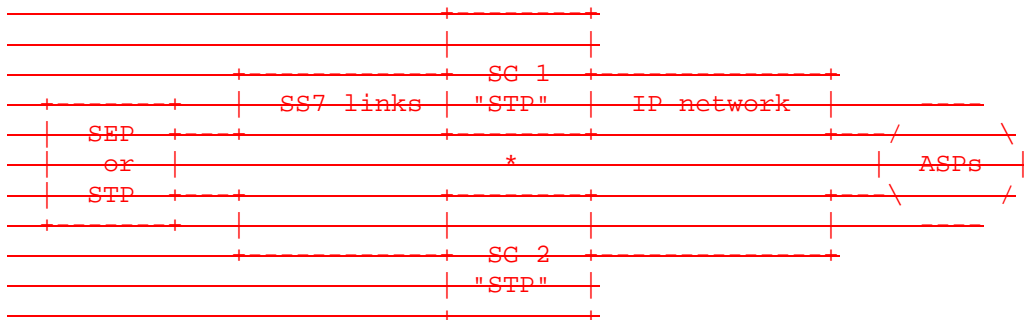 SG 1
SS7 links "STP" IP network
SEP
or * ASPs
STP
SG 2
"STP"